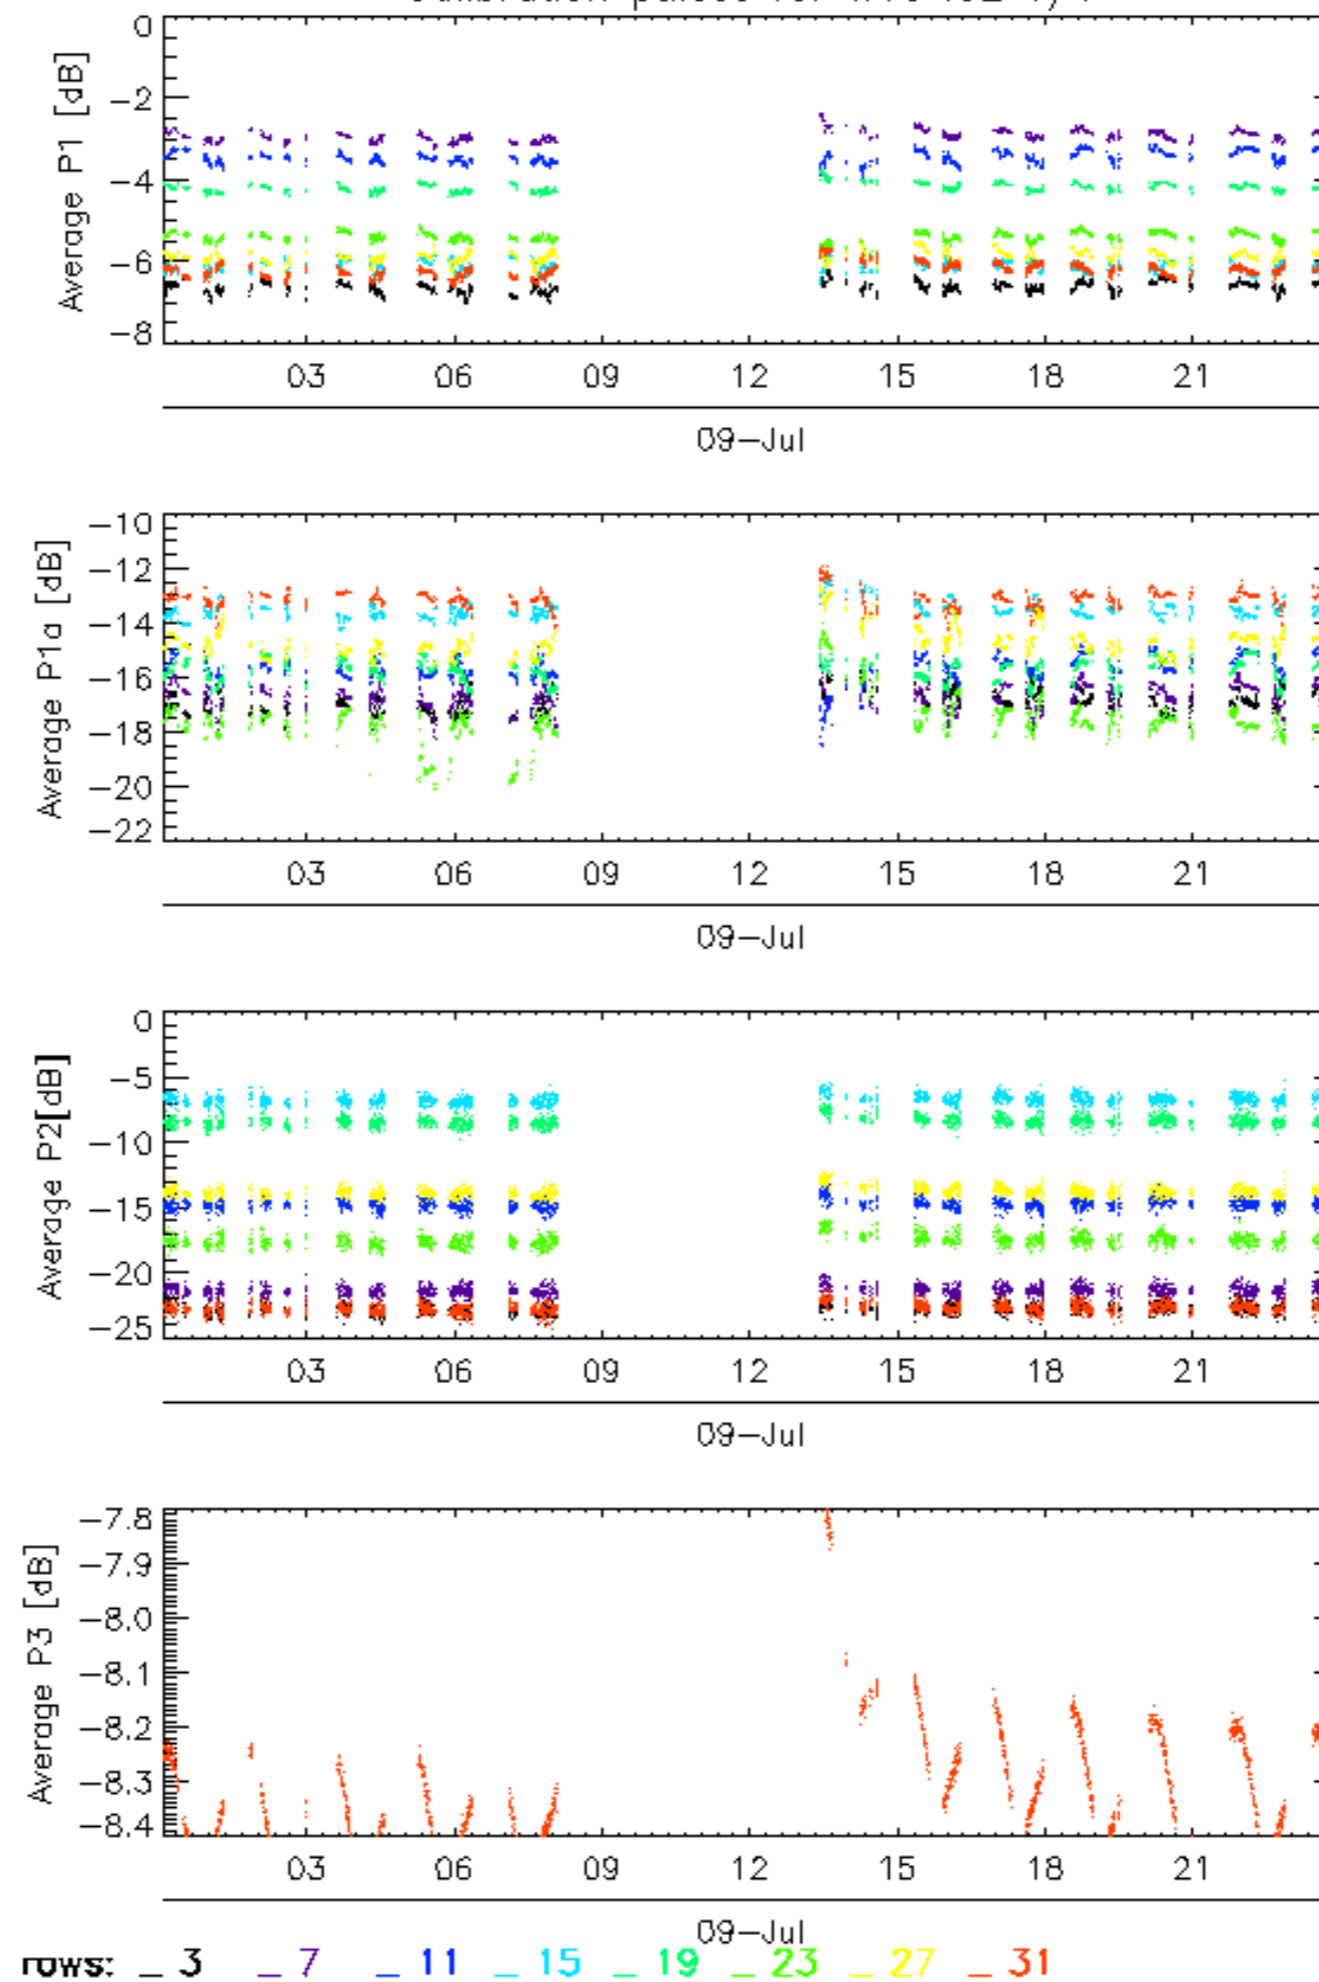 0
−2
−4
−6
−8
Average P1 [dB]
03 06 09 12 15 18 21
09−Jul
−10
−12
−14
−16
−18
−20
−22
Average P1a [dB]
03 06 09 12 15 18 21
09−Jul
0
−5
−10
−15
−20
−25
Average P2[dB]
03 06 09 12 15 18 21
09−Jul
−7.8
−7.9
−8.0
−8.1
−8.2
−8.3
−8.4
Average P3 [dB]
03 06 09 12 15 18 21
09−Jul
rows: _ 3 _ 7 _ 11 _ 15 _ 19 _ 23 _ 27 _ 31